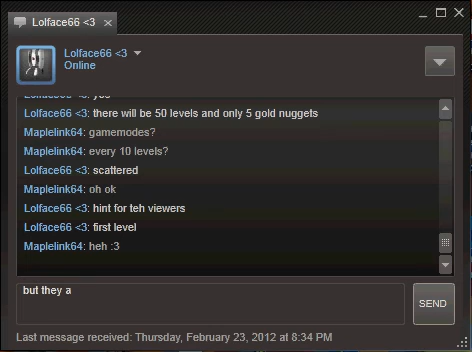 Lolface66 <3
Lolface66 <3
Online
Lolface66 <3: yes
Lolface66 <3: there will be 50 levels and only 5 gold nuggets
Maplelink64: gamemodes?
Maplelink64: every 10 levels?
Lolface66 <3: scattered
Maplelink64: oh ok
Lolface66 <3: hint for teh viewers
Lolface66 <3: first level
Maplelink64: heh :3
but they a
SEND
Last message received: Thursday, February 23, 2012 at 8:34 PM